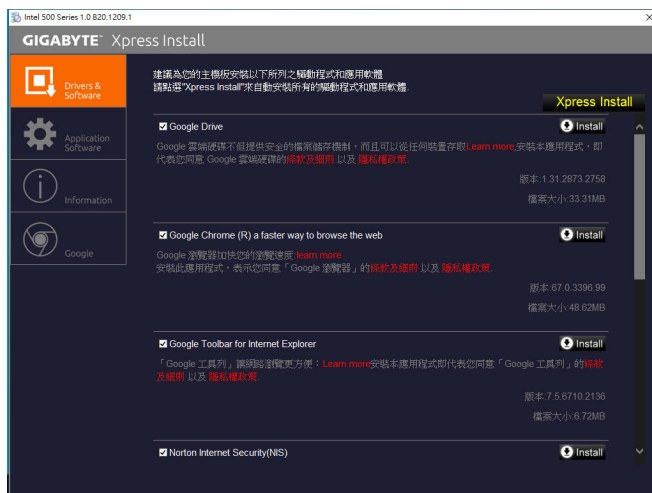 Intel 500 Series 1.0 B20.1209.1
GIGABYTE™ Xpress Install
Drivers & Software
Application Software
Information
Google
建議為您的主機板安裝以下所列之驅動程式和應用軟體
請點選"Xpress Install"來自動安裝所有的驅動程式和應用軟體.
Xpress Install
Google Drive
Install
Google 雲端硬碟不但提供安全的檔案儲存機制，而且可以從任何裝置存取Learn more,安裝本應用程式，即
代表您同意 Google 雲端硬碟的條款及細則 以及 隱私權政策.
版本:1.31.2873.2758
檔案大小:33.31MB
Google Chrome (R) a faster way to browse the web
Install
Google 瀏覽器加快您的瀏覽速度;learn more
安裝此應用程式，表示您同意「Google 瀏覽器」的條款及細則 以及 隱私權政策.
版本:67.0.3396.99
檔案大小:48.62MB
Google Toolbar for Internet Explorer
Install
「Google 工具列」讓網路瀏覽更方便：Learn more安裝本應用程式即代表您同意「Google 工具列」的條款
及細則 以及 隱私權政策.
版本:7.5.6710.2136
檔案大小:6.72MB
Norton Internet Security(NIS)
Install